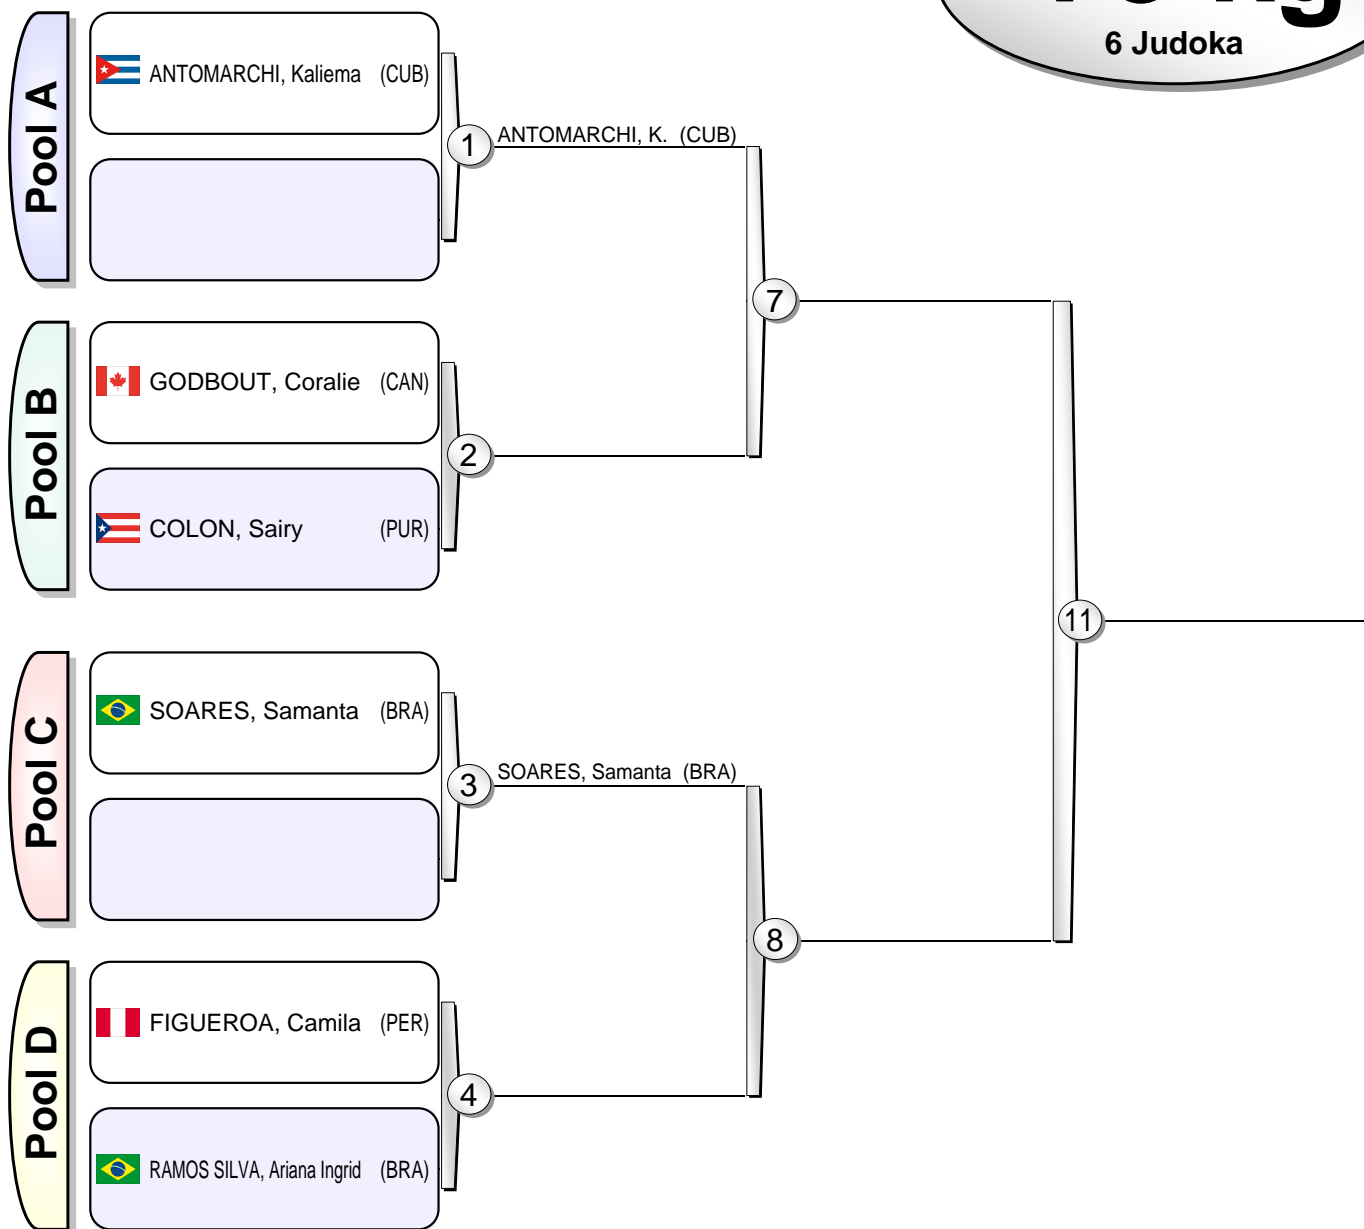 6 Judoka
Pool A
ANTOMARCHI, Kaliema (CUB)
1
ANTOMARCHI, K. (CUB)
7
Pool B
GODBOUT, Coralie (CAN)
2
COLON, Sairy (PUR)
11
Pool C
SOARES, Samanta (BRA)
3
SOARES, Samanta (BRA)
8
Pool D
FIGUEROA, Camila (PER)
4
RAMOS SILVA, Ariana Ingrid (BRA)